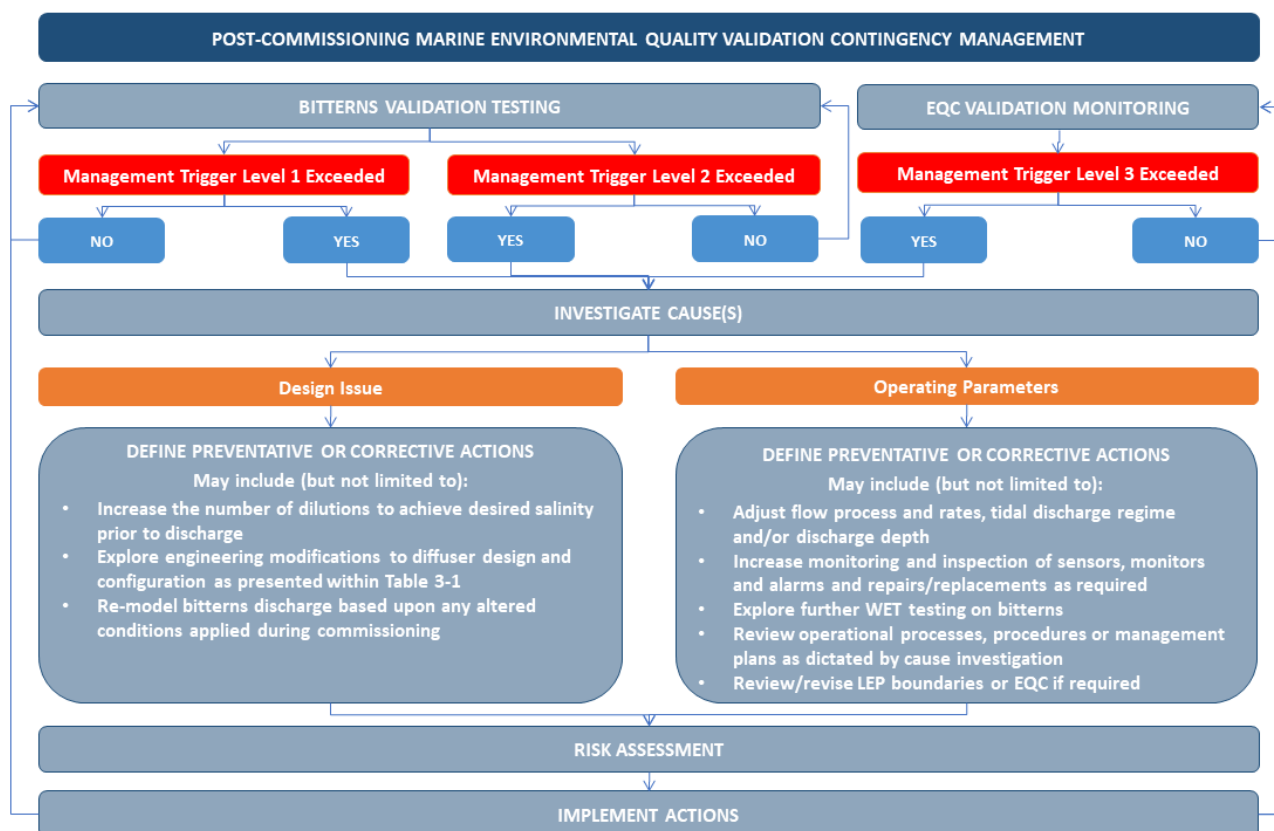 POST-COMMISSIONING MARINE ENVIRONMENTAL QUALITY VALIDATION CONTINGENCY MANAGEMENT
BITTERNS VALIDATION TESTING
EQC VALIDATION MONITORING
Management Trigger Level 1 Exceeded
Management Trigger Level 2 Exceeded
Management Trigger Level 3 Exceeded
NO
YES
YES
NO
YES
NO
INVESTIGATE CAUSE(S)
Design Issue
Operating Parameters
DEFINE PREVENTATIVE OR CORRECTIVE ACTIONS
May include (but not limited to):
• Increase the number of dilutions to achieve desired salinity
prior to discharge
• Explore engineering modifications to diffuser design and
configuration as presented within Table 3-1
• Re-model bitterns discharge based upon any altered
conditions applied during commissioning
DEFINE PREVENTATIVE OR CORRECTIVE ACTIONS
May include (but not limited to):
• Adjust flow process and rates, tidal discharge regime
and/or discharge depth
• Increase monitoring and inspection of sensors, monitors
and alarms and repairs/replacements as required
• Explore further WET testing on bitterns
• Review operational processes, procedures or management
plans as dictated by cause investigation
• Review/revise LEP boundaries or EQC if required
RISK ASSESSMENT
IMPLEMENT ACTIONS